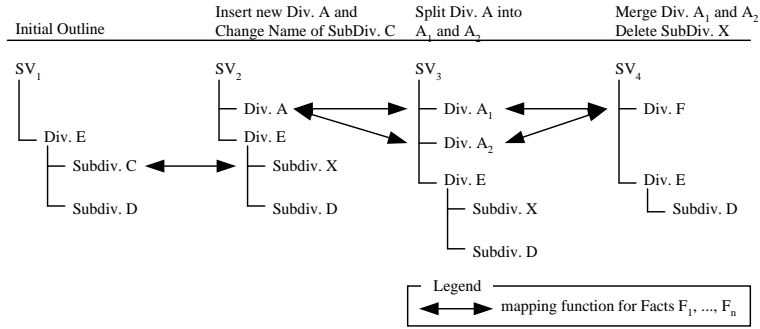 Initial Outline
Insert new Div. A and
Change Name of SubDiv. C
Split Div. A into
A1 and A2
Merge Div. A1 and A2
Delete SubDiv. X
SV1
Div. E
Subdiv. C
Subdiv. D
SV2
Div. A
Div. E
Subdiv. X
Subdiv. D
SV3
Div. A1
Div. A2
Div. E
Subdiv. X
Subdiv. D
SV4
Div. F
Div. E
Subdiv. D
Legend
mapping function for Facts F1, ..., Fn